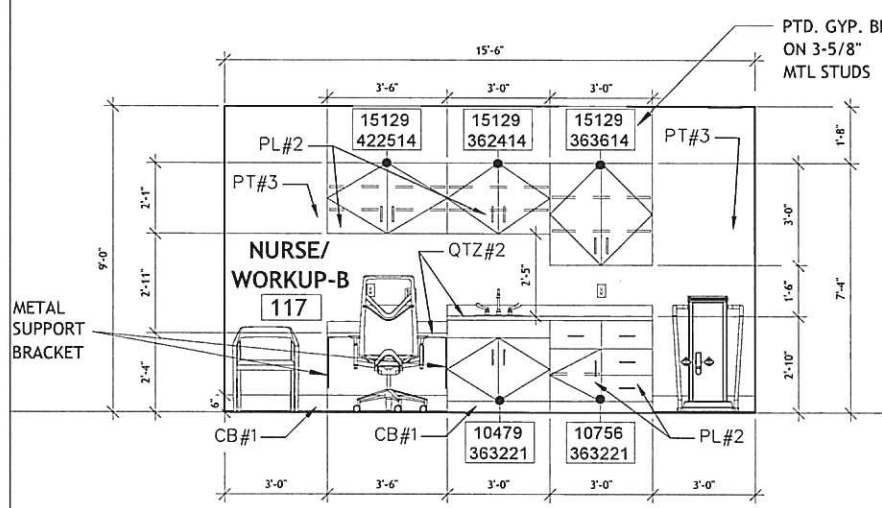 PTD. GYP.
ON 3-5/8"
MTL STUDS
15'-6"
3'-6"
3'-0"
3'-0"
15129
422514
15129
362414
15129
363614
PL#2
PT#3
PT#3
1'-8"
2'-1"
3'-0"
9'-0"
NURSE/
WORKUP-B
117
QTZ#2
2'-11"
2'-5"
1'-6"
7'-4"
METAL
SUPPORT
BRACKET
2'-4"
2'-10"
6"
CB#1
CB#1
10479
363221
10756
363221
PL#2
3'-0"
3'-6"
3'-0"
3'-0"
3'-0"